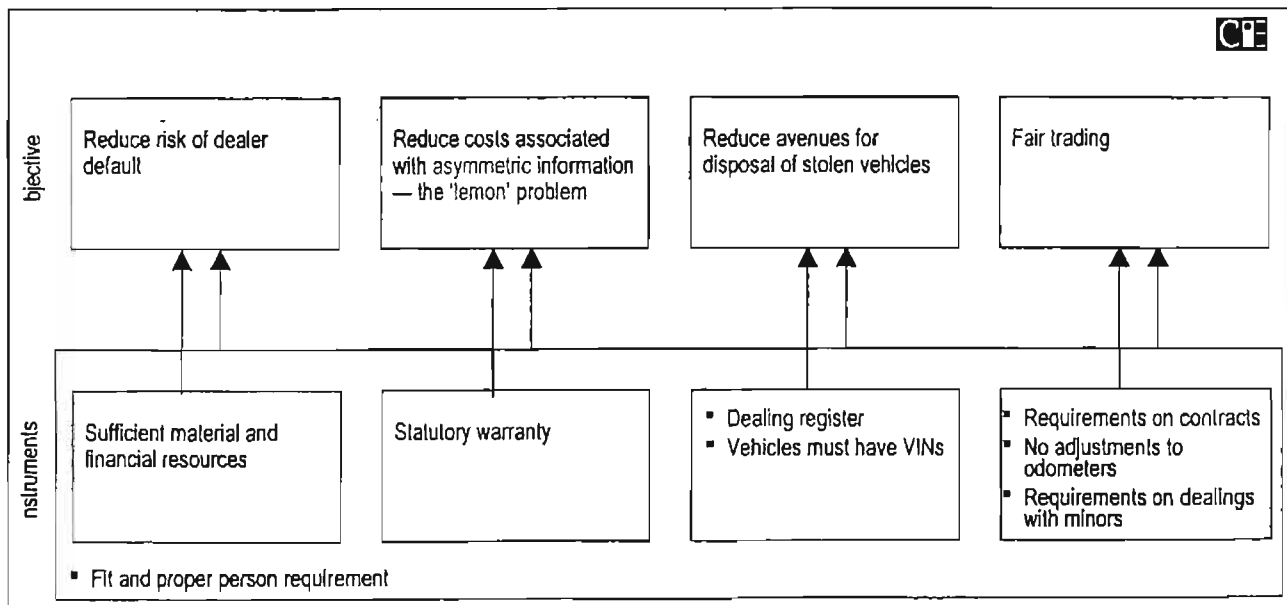 CIE
bjective
Reduce risk of dealer
default
Reduce costs associated
with asymmetric information
— the 'lemon' problem
Reduce avenues for
disposal of stolen vehicles
Fair trading
nstruments
Sufficient material and
financial resources
Statutory warranty
▪ Dealing register
▪ Vehicles must have VINs
▪ Requirements on contracts
▪ No adjustments to
odometers
▪ Requirements on dealings
with minors
▪ Fit and proper person requirement